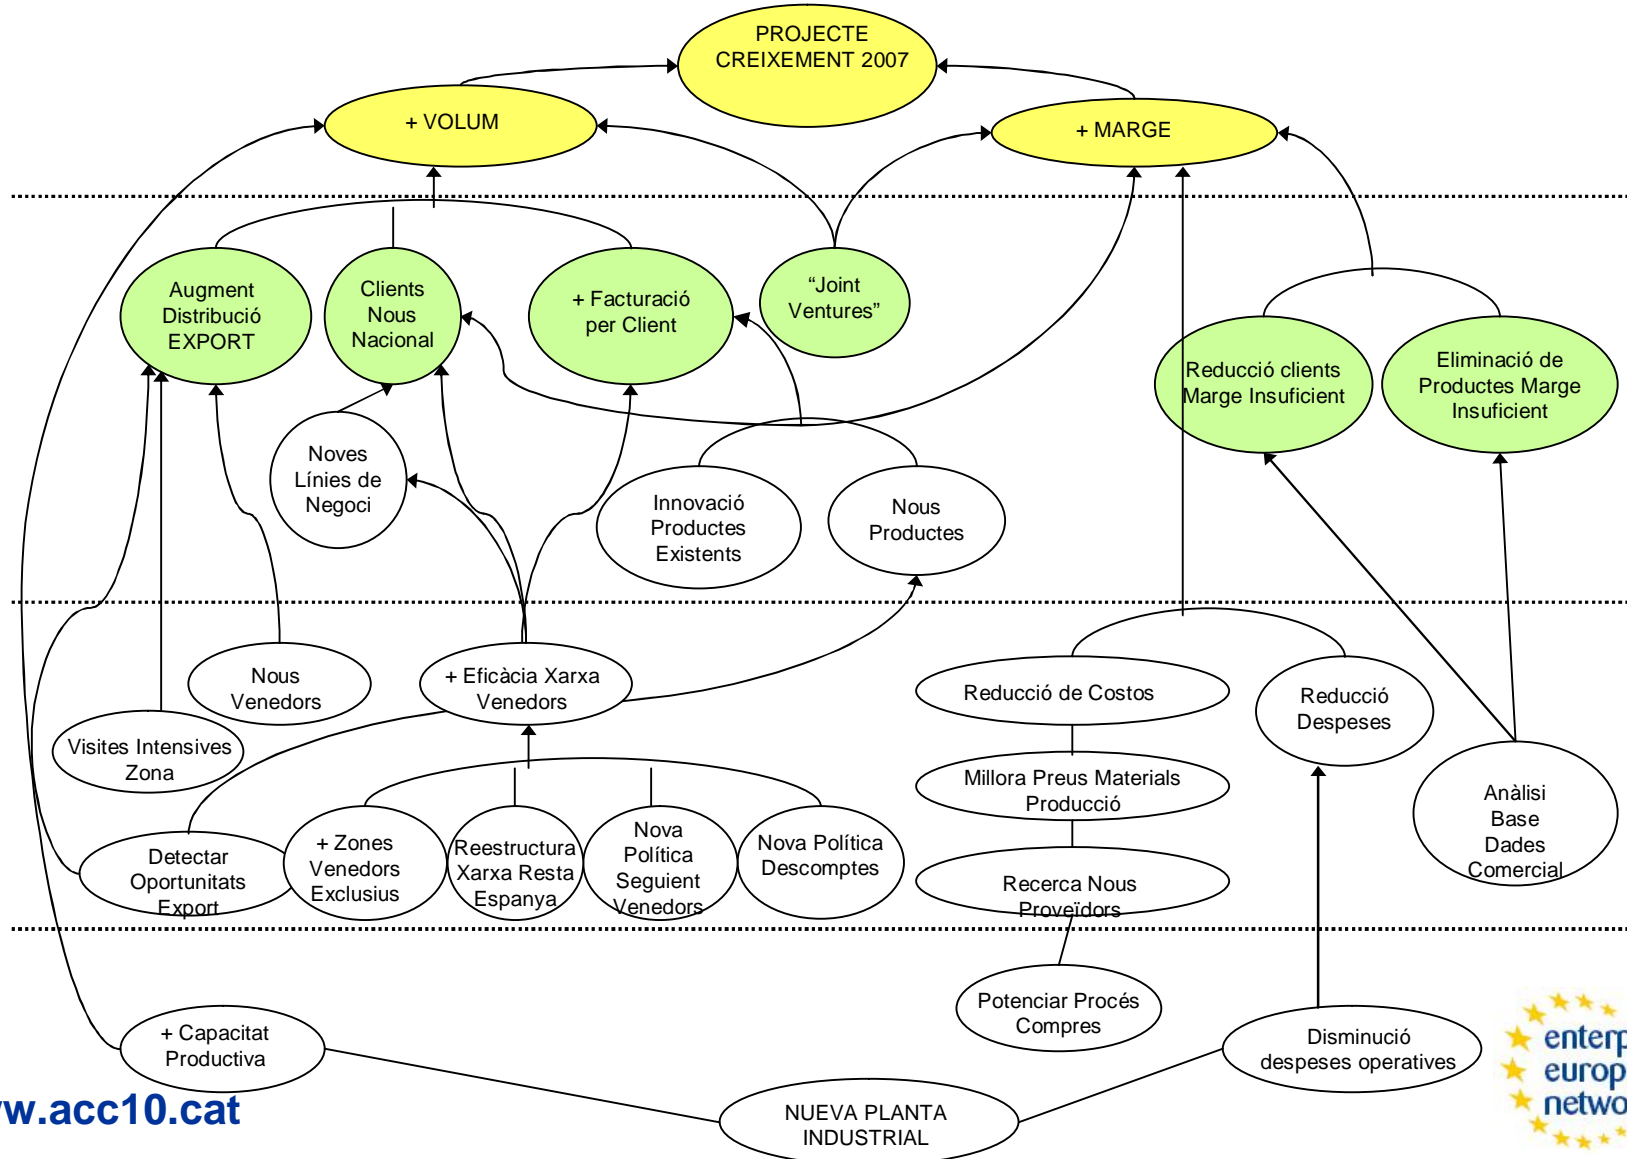 PROJECTE
CREIXEMENT 2007
+ VOLUM
+ MARGE
Augment
Distribució
EXPORT
Clients
Nous
Nacional
+ Facturació
per Client
“Joint
Ventures”
Reducció clients
Marge Insuficient
Eliminació de
Productes Marge
Insuficient
Noves
Línies de
Negoci
Innovació
Productes
Existents
Nous
Productes
Nous
Venedors
+ Eficàcia Xarxa
Venedors
Reducció de Costos
Reducció
Despeses
Visites Intensives
Zona
Millora Preus Materials
Producció
Anàlisi
Base
Dades
Comercial
Detectar
Oportunitats
Export
+ Zones
Venedors
Exclusius
Reestructura
Xarxa Resta
Espanya
Nova
Política
Seguient
Venedors
Nova Política
Descomptes
Recerca Nous
Proveïdors
Potenciar Procés
Compres
+ Capacitat
Productiva
Disminució
despeses operatives
NUEVA PLANTA
INDUSTRIAL
w.acc10.cat
enterp
europ
netwo